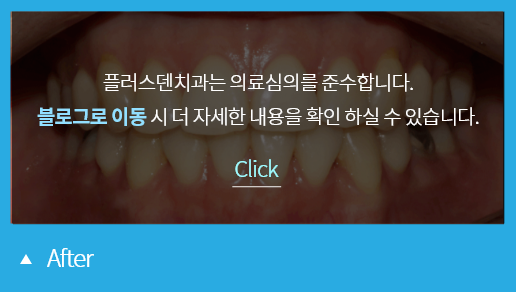 플러스덴치과는 의료심의를 준수합니다.
블로그로 이동 시 더 자세한 내용을 확인 하실 수 있습니다.
Click
▲ After